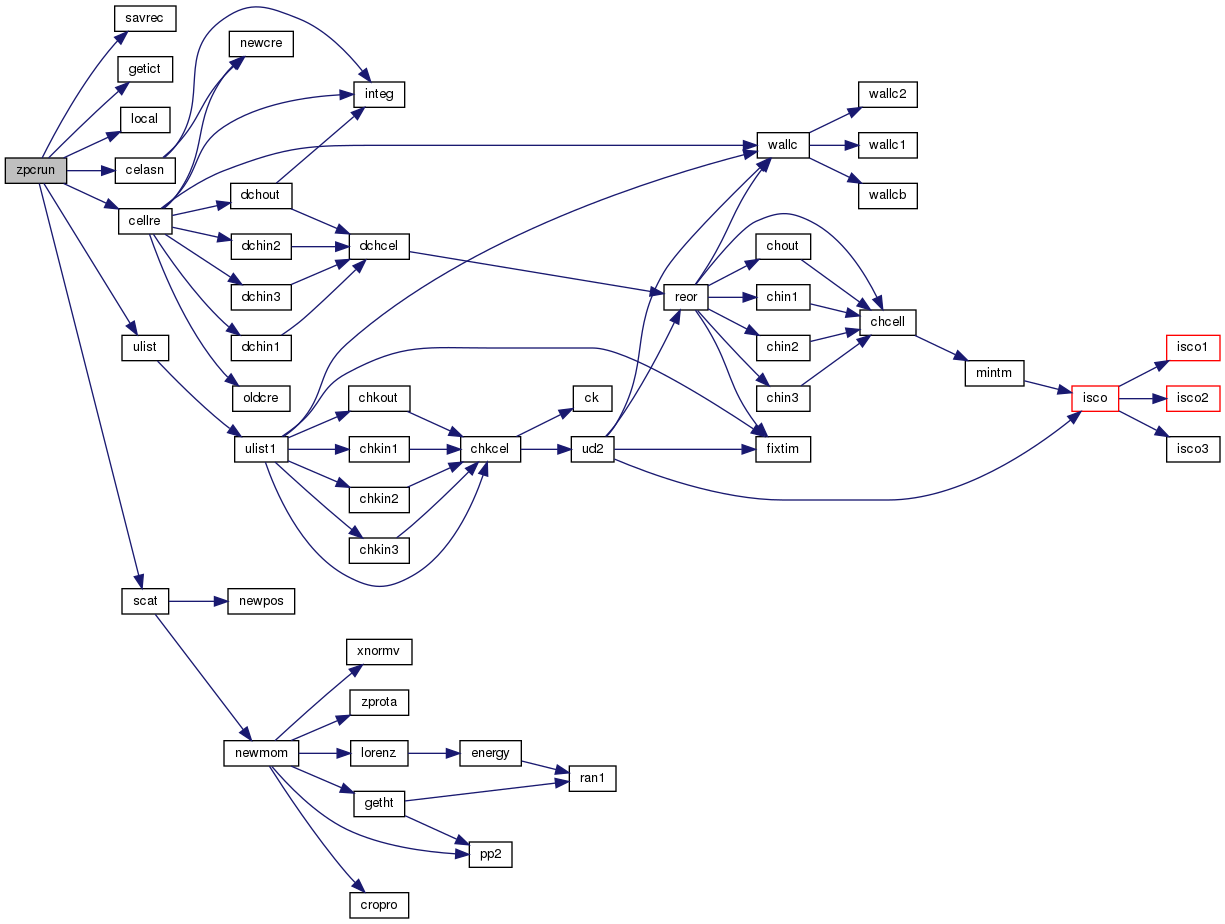 savrec
newcre
getict
wallc2
integ
local
wallc1
wallc
zpcrun
celasn
wallcb
dchout
cellre
chout
dchin2
dchcel
reor
chin1
dchin3
chcell
chin2
isco1
ulist
dchin1
mintm
chin3
isco
isco2
oldcre
chkout
ck
ulist1
chkin1
chkcel
ud2
fixtim
isco3
chkin2
chkin3
scat
newpos
xnormv
zprota
newmom
lorenz
energy
ran1
getht
pp2
cropro